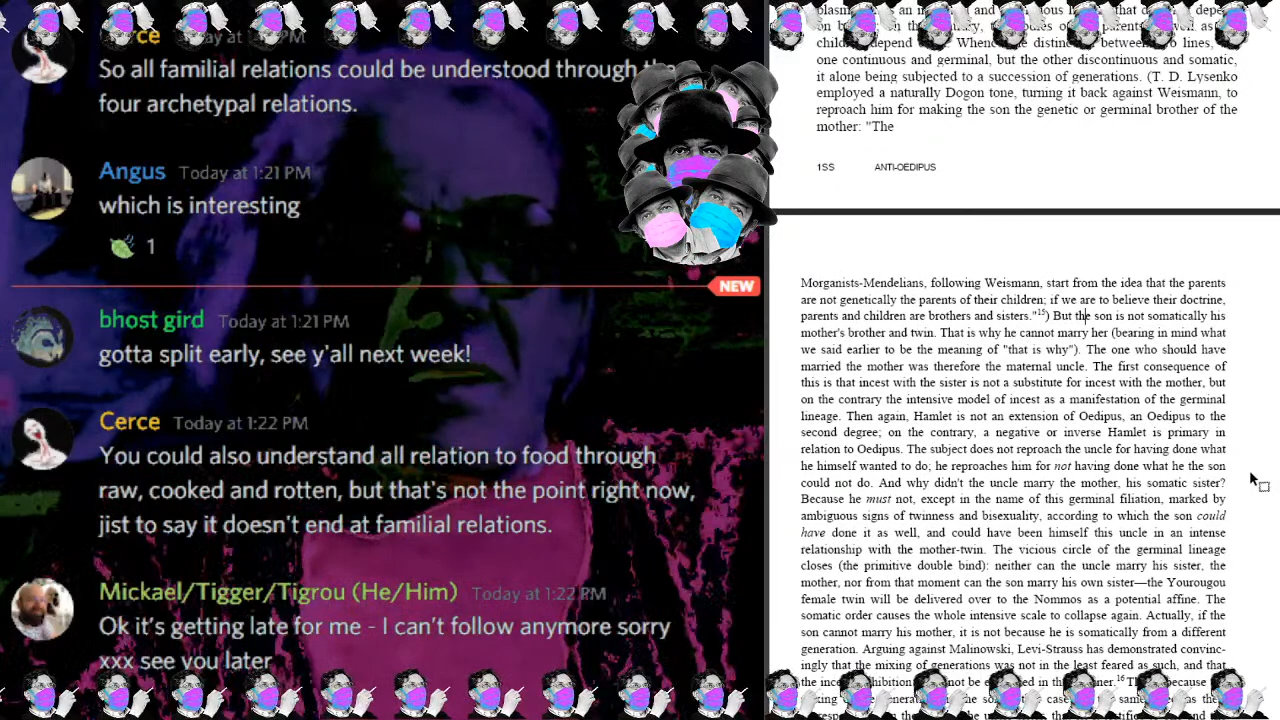 So all familial relations could be understood through the
four archetypal relations.
Angus Today at 1:21 PM
which is interesting
1
NEW
bhost gird Today at 1:21 PM
gotta split early, see y'all next week!
Cerce Today at 1:22 PM
You could also understand all relation to food through
raw, cooked and rotten, but that's not the point right now,
jist to say it doesn't end at familial relations.
Mickael/Tigger/Tigrou (He/Him) Today at 1:22 PM
Ok it's getting late for me - I can't follow anymore sorry
xxx see you later
one continuous and germinal, but the other discontinuous and somatic,
it alone being subjected to a succession of generations. (T. D. Lysenko
employed a naturally Dogon tone, turning it back against Weismann, to
reproach him for making the son the genetic or germinal brother of the
mother: "The
1SS ANTI-OEDIPUS
Morganists-Mendelians, following Weismann, start from the idea that the parents
are not genetically the parents of their children; if we are to believe their doctrine,
parents and children are brothers and sisters."15) But the son is not somatically his
mother's brother and twin. That is why he cannot marry her (bearing in mind what
we said earlier to be the meaning of "that is why"). The one who should have
married the mother was therefore the maternal uncle. The first consequence of
this is that incest with the sister is not a substitute for incest with the mother, but
on the contrary the intensive model of incest as a manifestation of the germinal
lineage. Then again, Hamlet is not an extension of Oedipus, an Oedipus to the
second degree; on the contrary, a negative or inverse Hamlet is primary in
relation to Oedipus. The subject does not reproach the uncle for having done what
he himself wanted to do; he reproaches him for not having done what he the son
could not do. And why didn't the uncle marry the mother, his somatic sister?
Because he must not, except in the name of this germinal filiation, marked by
ambiguous signs of twinness and bisexuality, according to which the son could
have done it as well, and could have been himself this uncle in an intense
relationship with the mother-twin. The vicious circle of the germinal lineage
closes (the primitive double bind): neither can the uncle marry his sister, the
mother, nor from that moment can the son marry his own sister—the Yourougou
female twin will be delivered over to the Nommos as a potential affine. The
somatic order causes the whole intensive scale to collapse again. Actually, if the
son cannot marry his mother, it is not because he is somatically from a different
generation. Arguing against Malinowski, Levi-Strauss has demonstrated convinc-
ingly that the mixing of generations was not in the least feared as such, and that